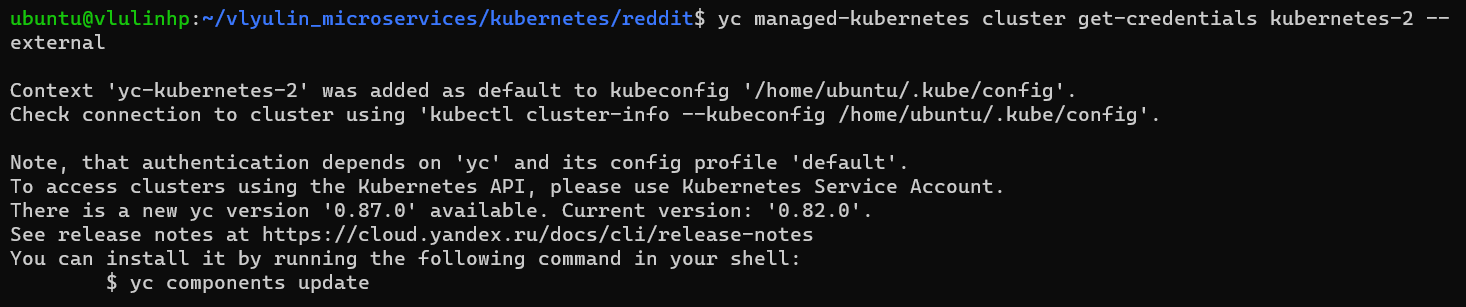 ubuntu@vlulinhp:~/vlyulin_microservices/kubernetes/reddit$ yc managed-kubernetes cluster get-credentials kubernetes-2 --
external
Context 'yc-kubernetes-2' was added as default to kubeconfig '/home/ubuntu/.kube/config'.
Check connection to cluster using 'kubectl cluster-info --kubeconfig /home/ubuntu/.kube/config'.
Note, that authentication depends on 'yc' and its config profile 'default'.
To access clusters using the Kubernetes API, please use Kubernetes Service Account.
There is a new yc version '0.87.0' available. Current version: '0.82.0'.
See release notes at https://cloud.yandex.ru/docs/cli/release-notes
You can install it by running the following command in your shell:
        $ yc components update